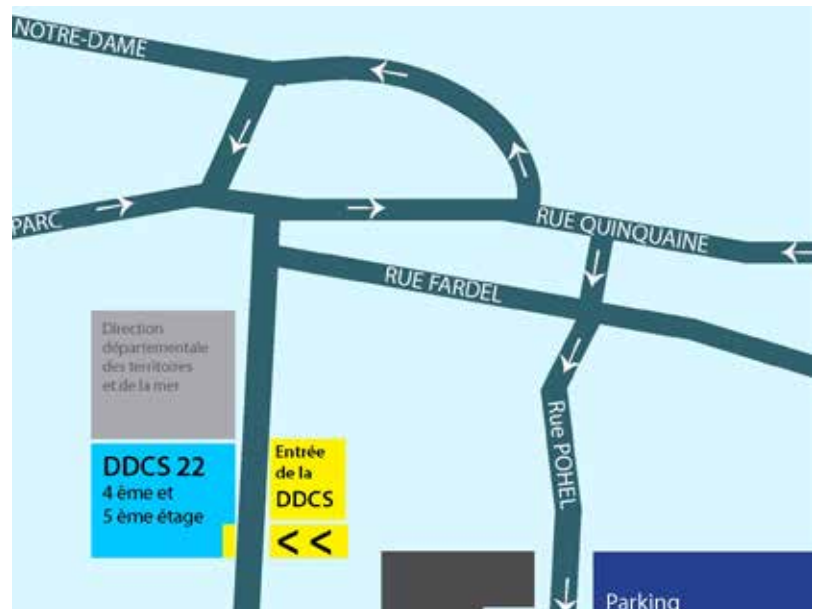 NOTRE-DAME
PARC
RUE QUINQUAINE
RUE FARDEL
Direction
départementale
des territoires
et de la mer
Rue POHEL
DDCS 22
4 ème et
5 ème étage
Entrée
de la
DDCS
< <
Parking